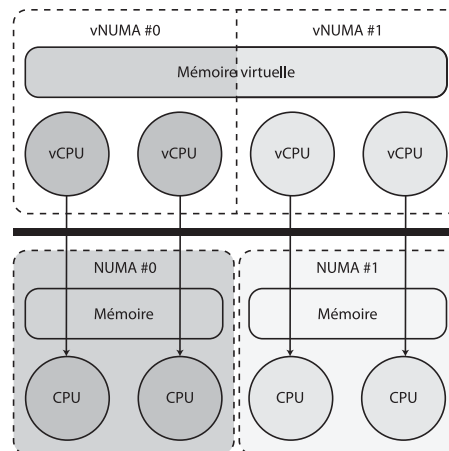 vNUMA #0 vNUMA #1
Mémoire virtuelle
vCPU vCPU vCPU vCPU
NUMA #0 NUMA #1
Mémoire Mémoire
CPU CPU CPU CPU